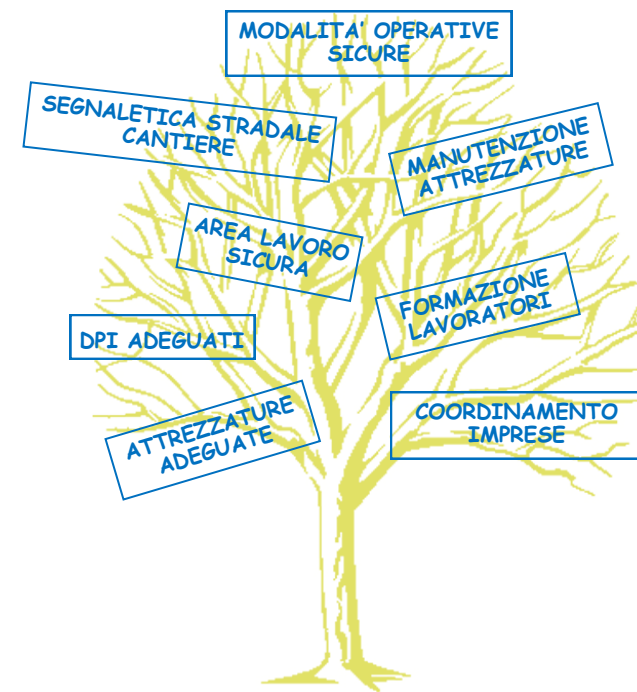 MODALITA' OPERATIVE
SICURE
SEGNALETICA STRADALE
CANTIERE
MANUTENZIONE
ATTREZZATURE
AREA LAVORO
SICURA
FORMAZIONE
LAVORATORI
DPI ADEGUATI
ATTREZZATURE
ADEGUATE
COORDINAMENTO
IMPRESE